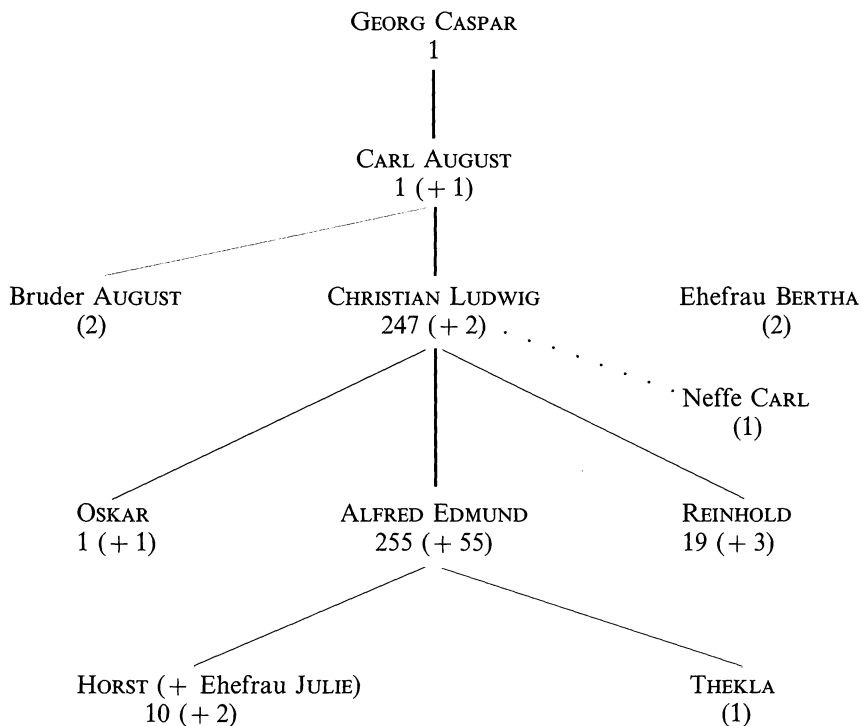 GEORG CASPAR
1
CARL AUGUST
1 (+ 1)
Bruder AUGUST
(2)
CHRISTIAN LUDWIG
247 (+ 2)
Ehefrau BERTHA
(2)
Neffe CARL
(1)
OSKAR
1 (+ 1)
ALFRED EDMUND
255 (+ 55)
REINHOLD
19 (+ 3)
HORST (+ Ehefrau JULIE)
10 (+ 2)
THEKLA
(1)